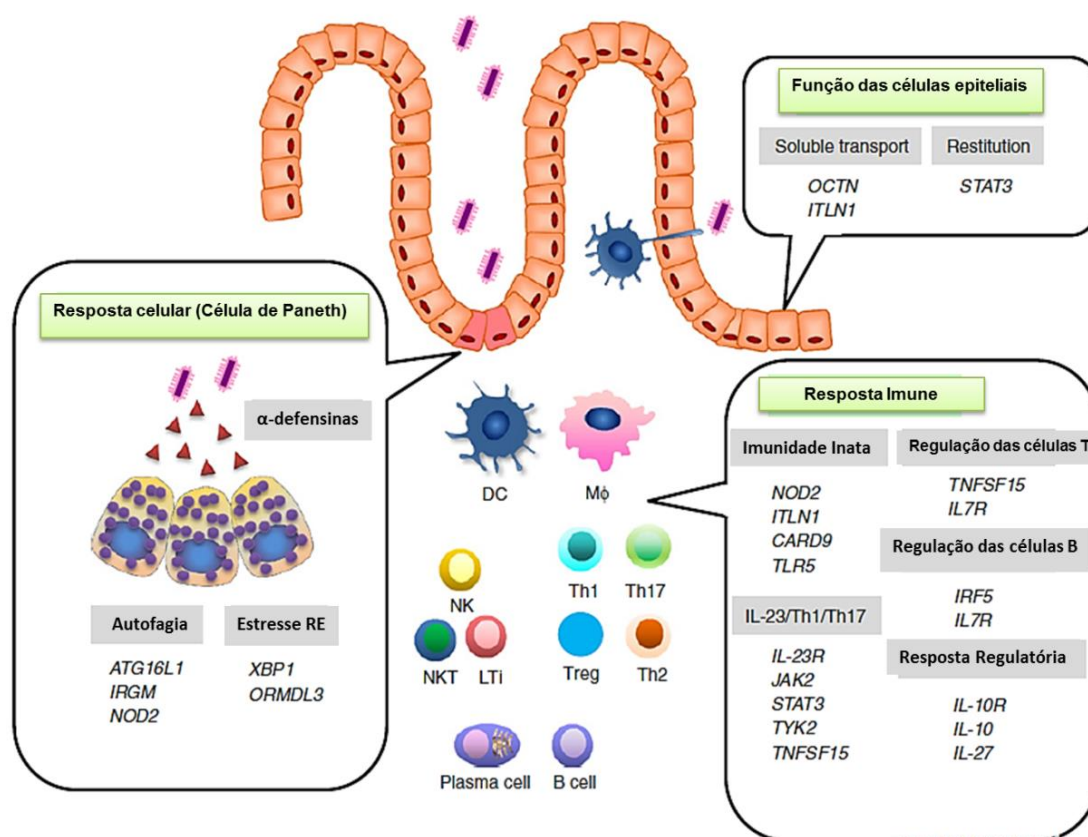 Função das células epiteliais
Soluble transport
Restitution
OCTN
ITLN1
STAT3
Resposta celular (Célula de Paneth)
α-defensinas
Autofagia
Estresse RE
ATG16L1
IRGM
NOD2
XBP1
ORMDL3
DC
Mϕ
NK
Th1
Th17
NKT
LTi
Treg
Th2
Plasma cell
B cell
Resposta Imune
Imunidade Inata
NOD2
ITLN1
CARD9
TLR5
IL-23/Th1/Th17
IL-23R
JAK2
STAT3
TYK2
TNFSF15
Regulação das células T
TNFSF15
IL7R
Regulação das células B
IRF5
IL7R
Resposta Regulatória
IL-10R
IL-10
IL-27